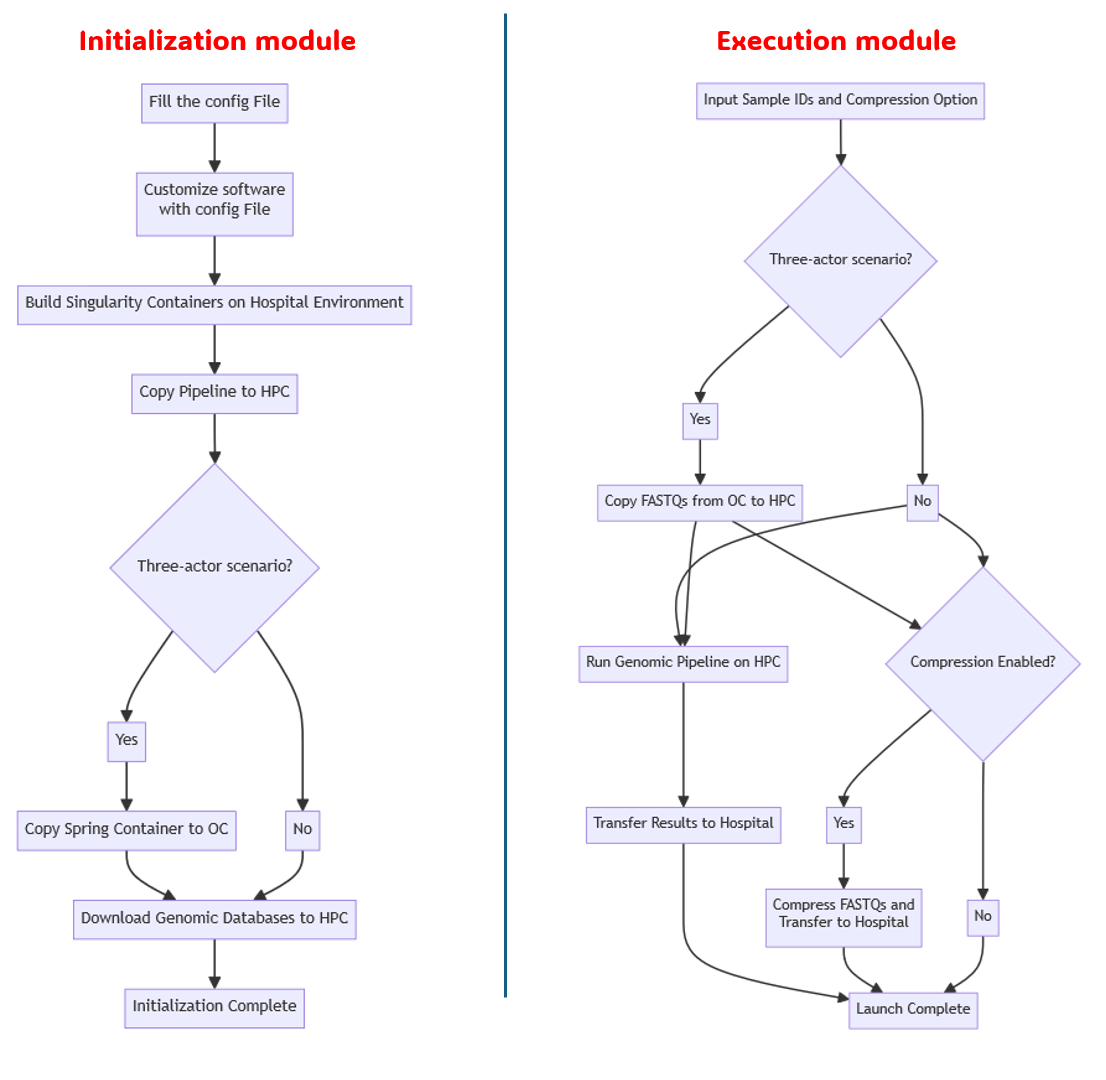 Initialization module
Fill the config File
Customize software
with config File
Build Singularity Containers on Hospital Environment
Copy Pipeline to HPC
Three-actor scenario?
Yes
Copy Spring Container to OC
No
Download Genomic Databases to HPC
Initialization Complete
Execution module
Input Sample IDs and Compression Option
Three-actor scenario?
Yes
Copy FASTQs from OC to HPC
No
Run Genomic Pipeline on HPC
Compression Enabled?
Transfer Results to Hospital
Yes
Compress FASTQs and
Transfer to Hospital
No
Launch Complete